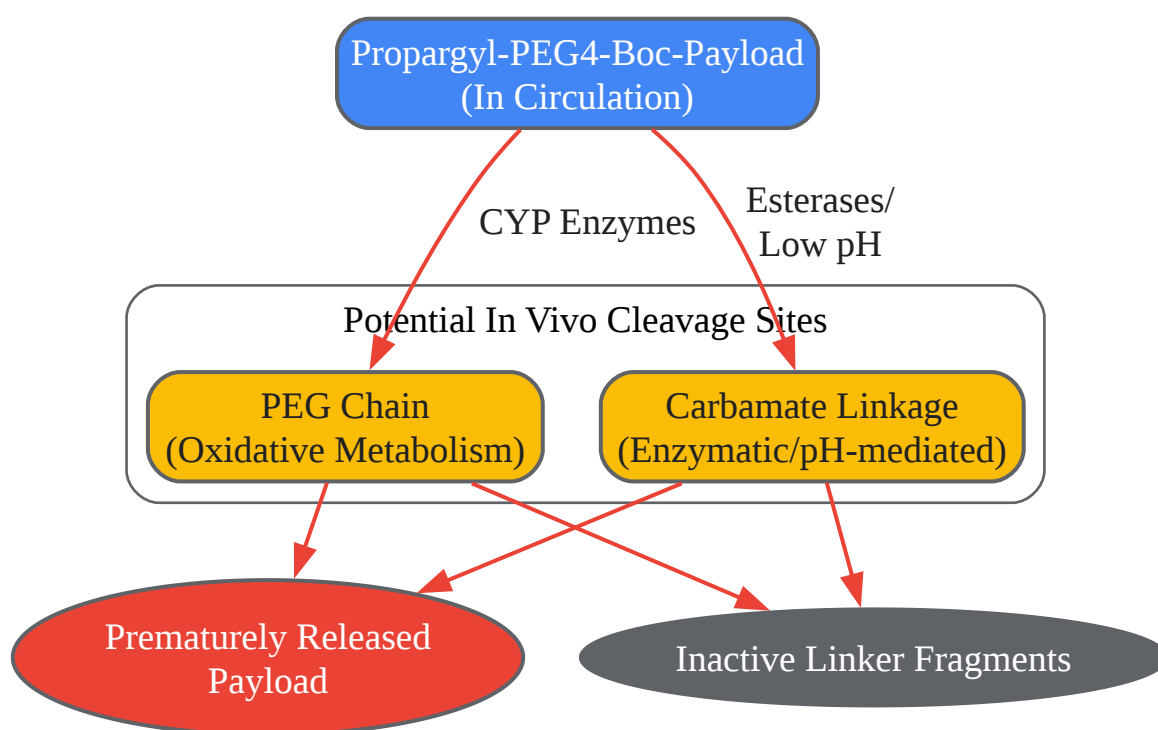 Propargyl-PEG4-Boc-Payload
(In Circulation)
CYP Enzymes
Esterases/
Low pH
Potential In Vivo Cleavage Sites
PEG Chain
(Oxidative Metabolism)
Carbamate Linkage
(Enzymatic/pH-mediated)
Prematurely Released
Payload
Inactive Linker Fragments